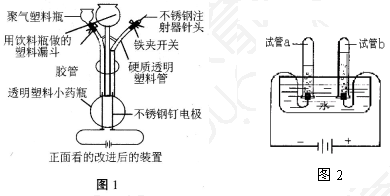 聚气塑料瓶
用饮料瓶做的
塑料漏斗
胶管
透明塑料小药瓶
不锈钢注
射器针头
铁夹开关
硬质透明
塑料管
不锈钢钉电极
正面看的改进后的装置
图1
试管a
试管b
水
− +
图2